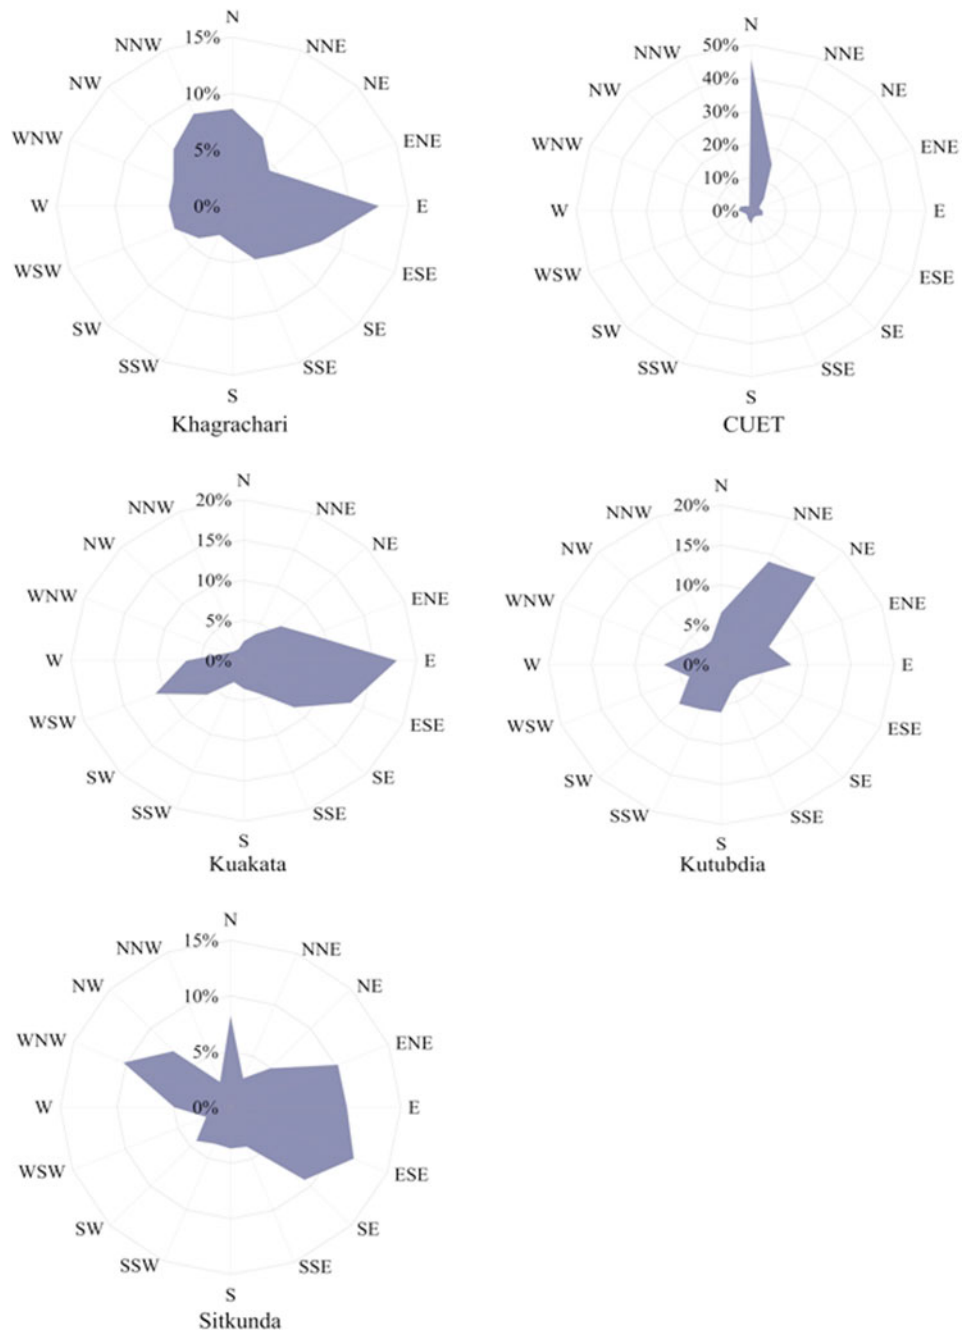 N
15%
NNW
NNE
NW
10%
NE
WNW
5%
ENE
W
0%
E
WSW
ESE
SW
SE
SSW
SSE
S
Khagrachari
N
50%
NNW
NNE
40%
NW
NE
30%
WNW
20%
ENE
10%
W
0%
E
WSW
ESE
SW
SE
SSW
SSE
S
CUET
N
20%
NNW
NNE
15%
NW
NE
10%
WNW
ENE
5%
W
0%
E
WSW
ESE
SW
SE
SSW
SSE
S
Kuakata
N
20%
NNW
NNE
15%
NW
NE
10%
WNW
ENE
5%
W
0%
E
WSW
ESE
SW
SE
SSW
SSE
S
Kutubdia
N
15%
NNW
NNE
NW
NE
10%
WNW
ENE
5%
W
0%
E
WSW
ESE
SW
SE
SSW
SSE
S
Sitkunda